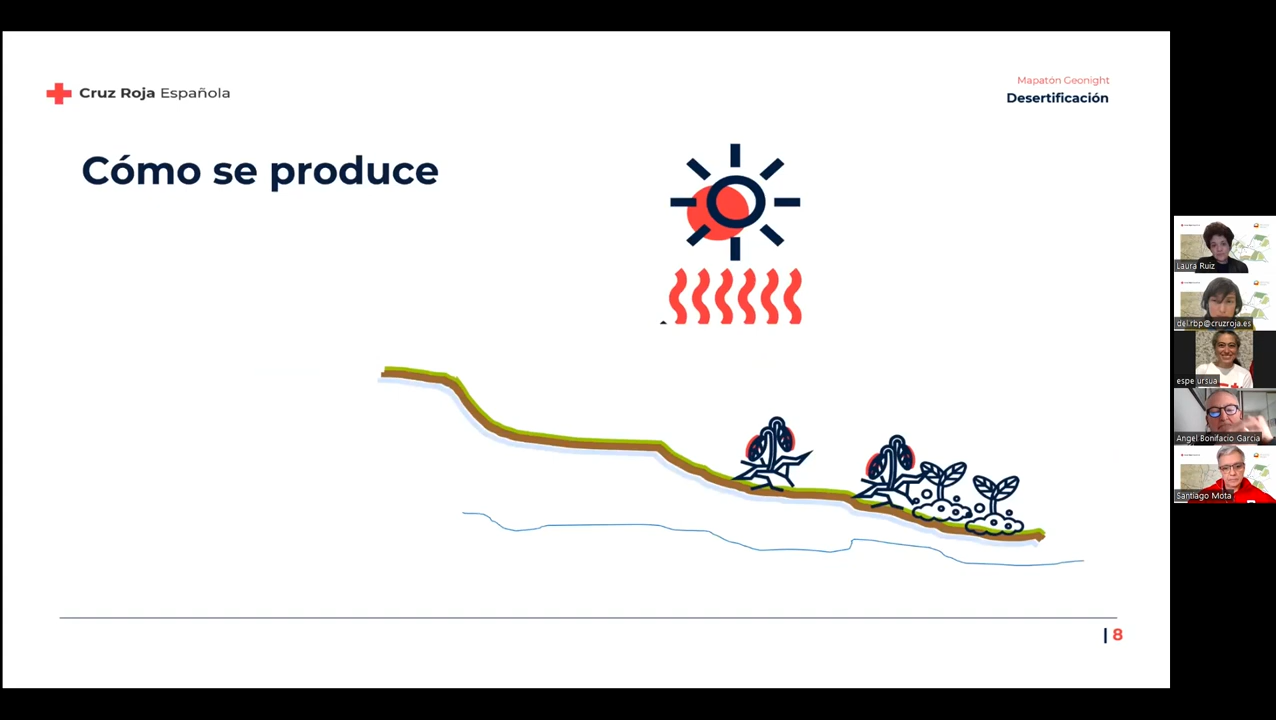 Cruz Roja Española
Mapatón Geonight
Desertificación
Cómo se produce
| 8
Laura Ruiz
del.rbp@cruzroja.es
espe ursua
Angel Bonifacio Garcia
Santiago Mota